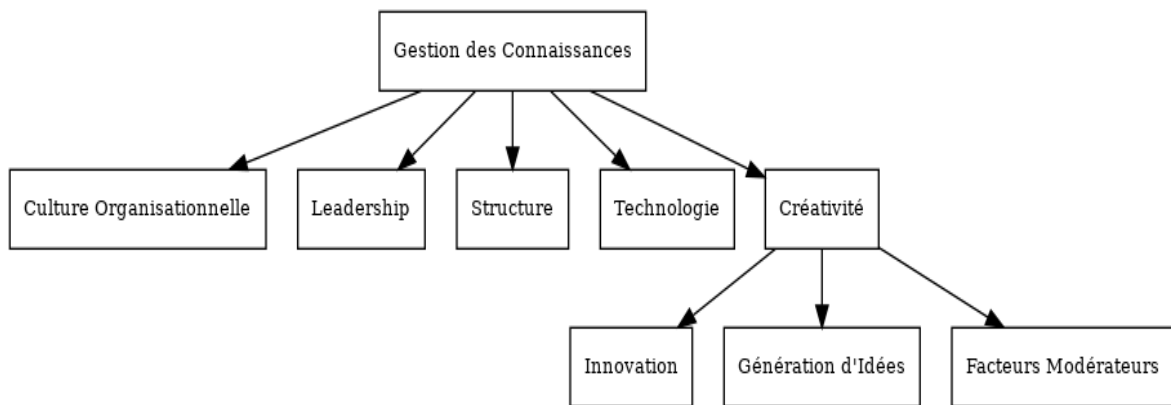 Gestion des Connaissances
Culture Organisationnelle
Leadership
Structure
Technologie
Créativité
Innovation
Génération d'Idées
Facteurs Modérateurs